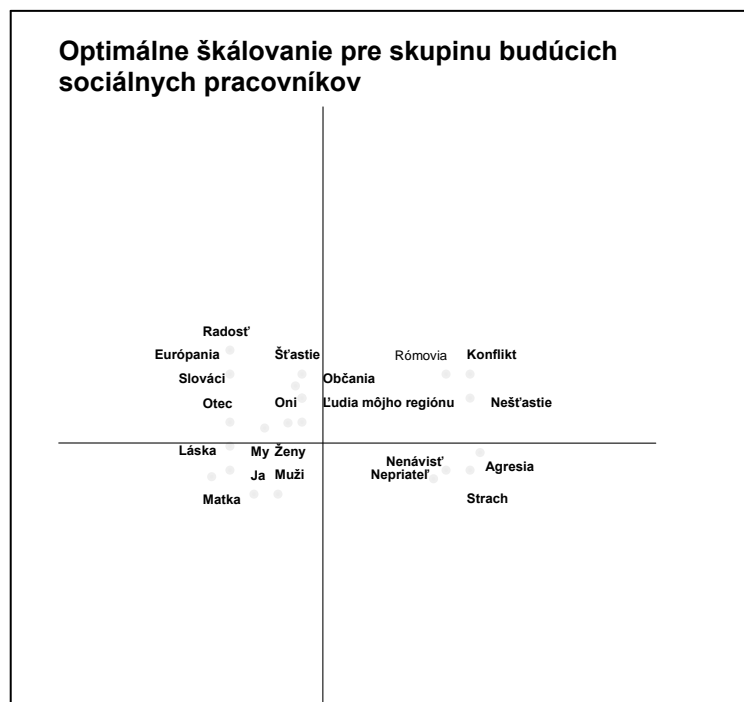 Optimálne škálovanie pre skupinu budúcich
sociálnych pracovníkov
Radosť
Európania Šťastie Rómovia Konflikt
Slováci Občania
Otec Oni Ľudia môjho regiónu Nešťastie
Láska My Ženy
Nenávisť Agresia
Ja Muži Nepriateľ
Matka Strach